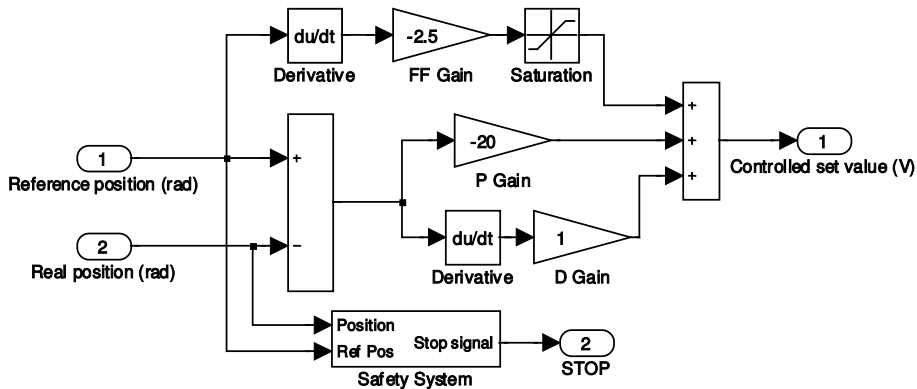 du/dt
-2.5
Derivative
FF Gain
Saturation
1
Reference position (rad)
+
−
-20
P Gain
+
+
+
1
Controlled set value (V)
2
Real position (rad)
du/dt
1
Derivative
D Gain
Position
Ref Pos
Stop signal
2
STOP
Safety System